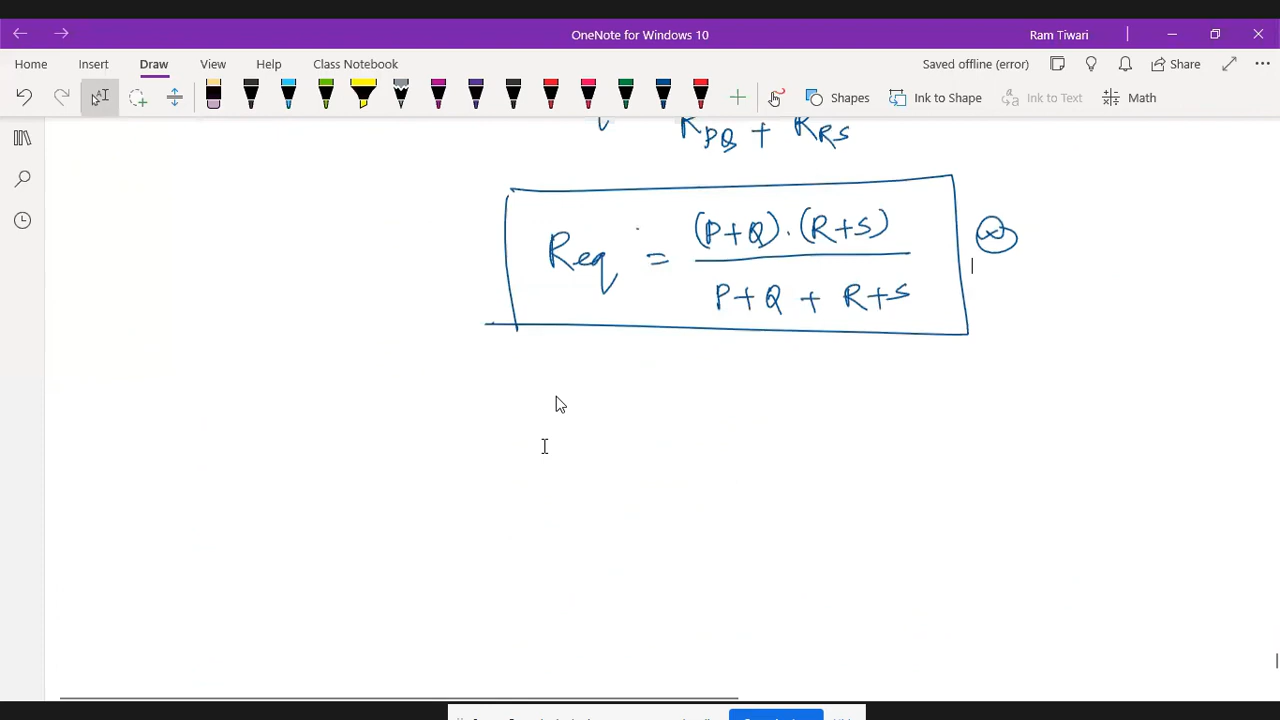 OneNote for Windows 10
Ram Tiwari
Home Insert Draw View Help Class Notebook
Saved offline (error)
Share
Shapes
Ink to Shape
Ink to Text
Math
R_PQ + R_RS
Req = (P+Q).(R+S) / P+Q + R+S